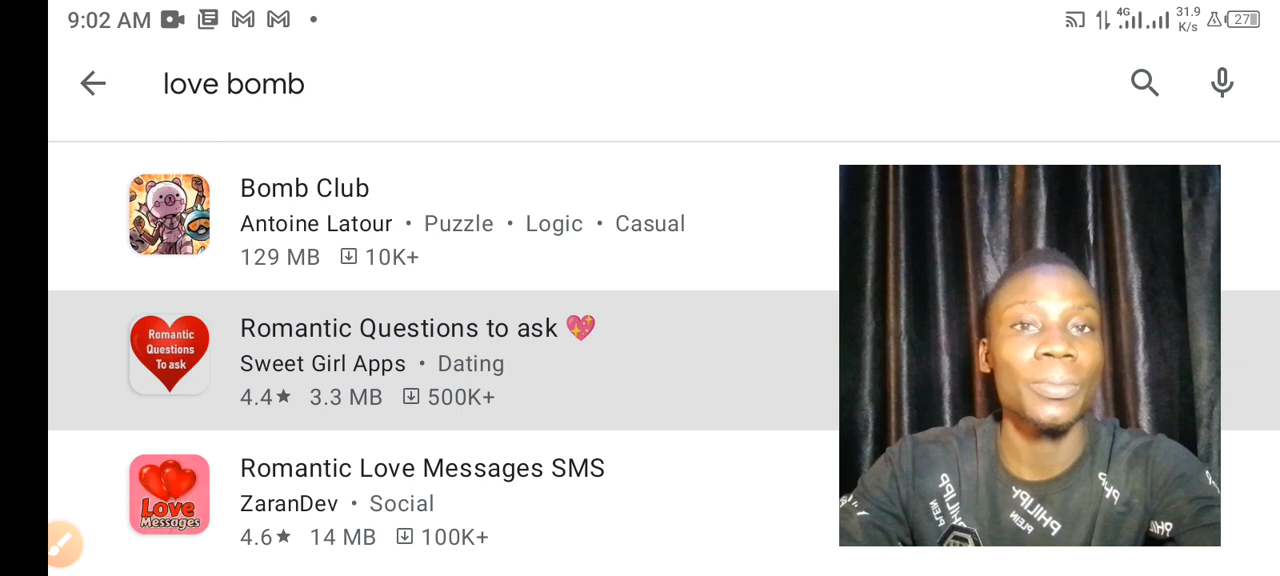 9:02 AM
4G
31.9
K/s
27
love bomb
Bomb Club
Antoine Latour • Puzzle • Logic • Casual
129 MB 10K+
Romantic
Questions
To ask
Romantic Questions to ask 💖
Sweet Girl Apps • Dating
4.4★ 3.3 MB 500K+
Love
Messages
Romantic Love Messages SMS
ZaranDev • Social
4.6★ 14 MB 100K+
PHILIPP
PLEIN
PHILIPP
PLEIN